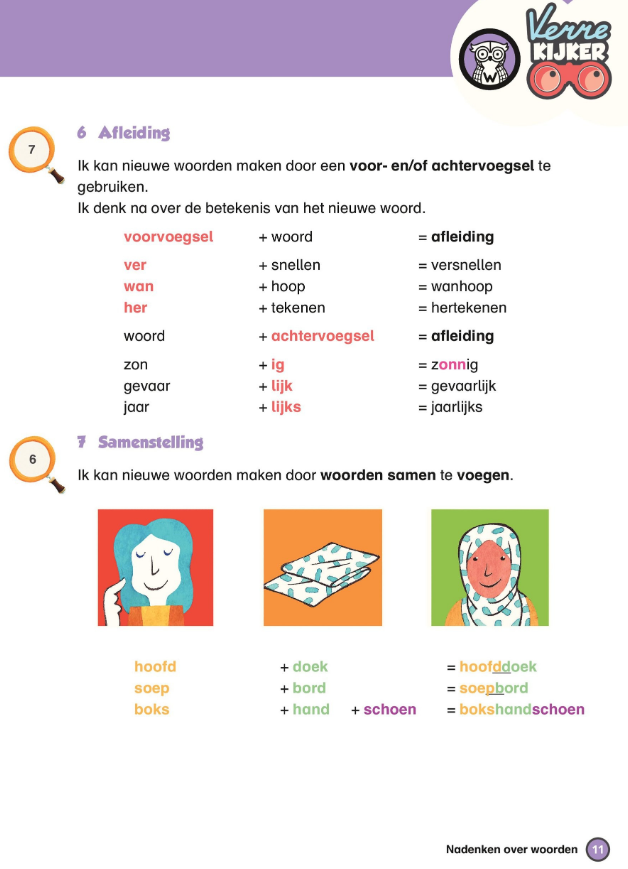 Verre
KIJKER
W
6 Afleiding
7
Ik kan nieuwe woorden maken door een voor- en/of achtervoegsel te
gebruiken.
Ik denk na over de betekenis van het nieuwe woord.
voorvoegsel + woord = afleiding
ver + snellen = versnellen
wan + hoop = wanhoop
her + tekenen = hertekenen
woord + achtervoegsel = afleiding
zon + ig = zonnig
gevaar + lijk = gevaarlijk
jaar + lijks = jaarlijks
7 Samenstelling
6
Ik kan nieuwe woorden maken door woorden samen te voegen.
hoofd + doek = hoofddoek
soep + bord = soepbord
boks + hand + schoen = bokshandschoen
Nadenken over woorden 11